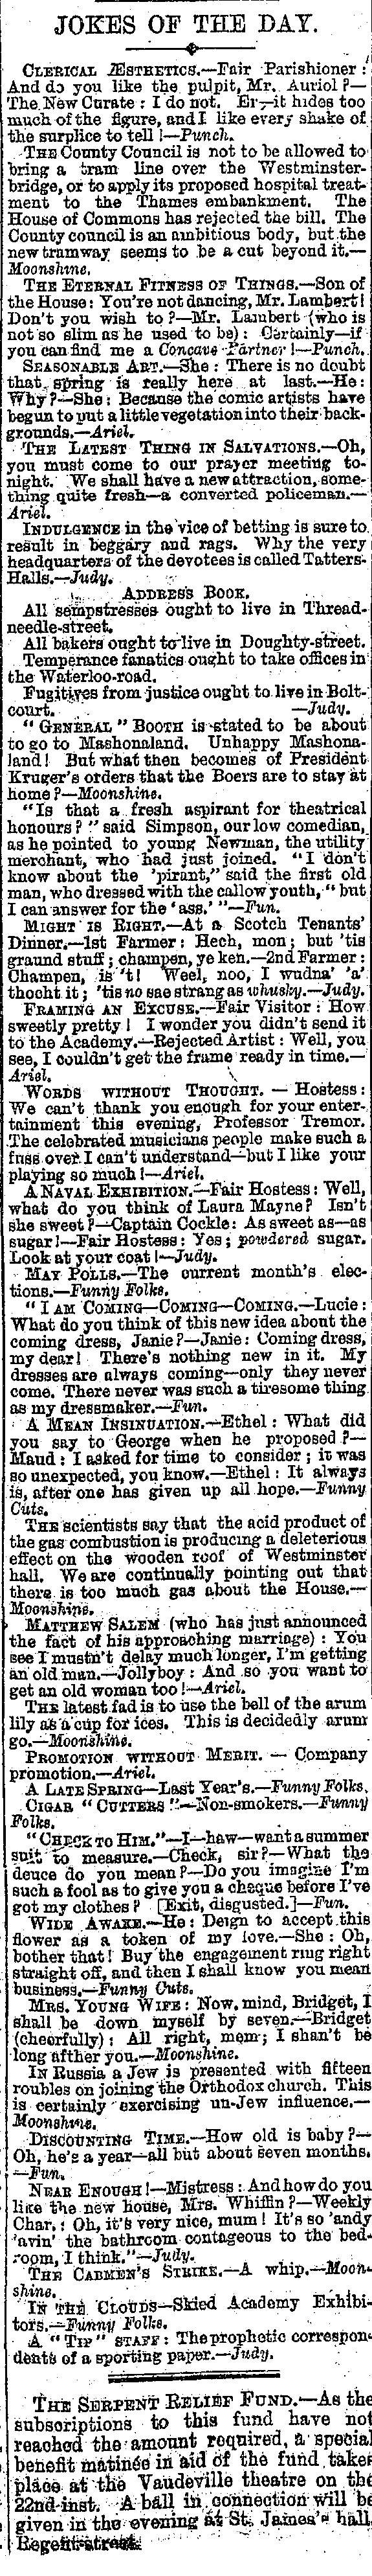 JOKES OF THE DAY.
CLERICAL ÆSTHETICS.—Fair Parishioner:
And do you like the pulpit, Mr. Auriol?—
The New Curate: I do not. Er—it hides too
much of the figure, and I like every shake of
the surplice to tell!—Punch.
THE County Council is not to be allowed to
bring a tram line over the Westminster-
bridge, or to apply its proposed hospital treat-
ment to the Thames embankment. The
House of Commons has rejected the bill. The
County council is an ambitious body, but the
new tramway seems to be a cut beyond it.—
Moonshine.
THE ETERNAL FITNESS OF THINGS.—Son of
the House: You're not dancing, Mr. Lambert!
Don't you wish to?—Mr. Lambert (who is
not so slim as he used to be): Certainly—if
you can find me a Concave Partner!—Punch.
SEASONABLE ART.—She: There is no doubt
that spring is really here at last.—He:
Why?—She: Because the comic artists have
begun to put a little vegetation into their back-
grounds.—Ariel.
THE LATEST THING IN SALVATIONS.—Oh,
you must come to our prayer meeting to-
night. We shall have a new attraction, some-
thing quite fresh—a converted policeman.—
Ariel.
INDULGENCE in the vice of betting is sure to
result in beggary and rags. Why the very
headquarters of the devotees is called Tatters-
Halls.—Judy.
ADDRESS BOOK.
All sempstresses ought to live in Thread-
needle-street.
All bakers ought to live in Doughty-street.
Temperance fanatics ought to take offices in
the Waterloo-road.
Fugitives from justice ought to live in Bolt-
court. —Judy.
"GENERAL" BOOTH is stated to be about
to go to Mashonaland. Unhappy Mashona-
land! But what then becomes of President
Kruger's orders that the Boers are to stay at
home?—Moonshine.
"Is that a fresh aspirant for theatrical
honours?" said Simpson, our low comedian,
as he pointed to young Newman, the utility
merchant, who had just joined. "I don't
know about the 'pirant," said the first old
man, who dressed with the callow youth, "but
I can answer for the 'ass.'"—Fun.
MIGHT IS RIGHT.—At a Scotch Tenants'
Dinner.—1st Farmer: Hech, mon; but 'tis
graund stuff; champen, ye ken.—2nd Farmer:
Champen, is 't! Weel, noo, I wudna' 'a'
thocht it; 'tis no sae strang as whusky.—Judy.
FRAMING AN EXCUSE.—Fair Visitor: How
sweetly pretty! I wonder you didn't send it
to the Academy.—Rejected Artist: Well, you
see, I couldn't get the frame ready in time.—
Ariel.
WORDS WITHOUT THOUGHT.—Hostess:
We can't thank you enough for your enter-
tainment this evening, Professor Tremor.
The celebrated musicians people make such a
fuss over I can't understand—but I like your
playing so much!—Ariel.
A NAVAL EXHIBITION.—Fair Hostess: Well,
what do you think of Laura Mayne? Isn't
she sweet?—Captain Cockle: As sweet as—as
sugar!—Fair Hostess: Yes; powdered sugar.
Look at your coat!—Judy.
MAY POLLS.—The current month's elec-
tions.—Funny Folks.
"I AM COMING—COMING—COMING.—Lucie:
What do you think of this new idea about the
coming dress, Janie?—Janie: Coming dress,
my dear! There's nothing new in it. My
dresses are always coming—only they never
come. There never was such a tiresome thing
as my dressmaker.—Fun.
A MEAN INSINUATION.—Ethel: What did
you say to George when he proposed?—
Maud: I asked for time to consider; it was
so unexpected, you know.—Ethel: It always
is, after one has given up all hope.—Funny
Cuts.
THE scientists say that the acid product of
the gas combustion is producing a deleterious
effect on the wooden roof of Westminster
hall. We are continually pointing out that
there is too much gas about the House.—
Moonshine.
MATTHEW SALEM (who has just announced
the fact of his approaching marriage): You
see I mustn't delay much longer, I'm getting
an old man.—Jollyboy: And so you want to
get an old woman too!—Ariel.
THE latest fad is to use the bell of the arum
lily as a cup for ices. This is decidedly arum
go.—Moonshine.
PROMOTION WITHOUT MERIT.—Company
promotion.—Ariel.
A LATE SPRING—Last Year's.—Funny Folks.
CIGAR "CUTTERS"—Non-smokers.—Funny
Folks.
"CHECK TO HIM."—I—haw—want a summer
suit to measure.—Check, sir?—What the
deuce do you mean?—Do you imagine I'm
such a fool as to give you a cheque before I've
got my clothes? [Exit, disgusted.]—Fun.
WIDE AWAKE.—He: Deign to accept this
flower as a token of my love.—She: Oh,
bother that! Buy the engagement ring right
straight off, and then I shall know you mean
business.—Funny Cuts.
MRS. YOUNG WIFE: Now, mind, Bridget, I
shall be down myself by seven.—Bridget
(cheerfully): All right, mem; I shan't be
long afther you.—Moonshine.
IN Russia a Jew is presented with fifteen
roubles on joining the Orthodox church. This
is certainly exercising un-Jew influence.—
Moonshine.
DISCOUNTING TIME.—How old is baby?—
Oh, he's a year—all but about seven months.
—Fun.
NEAR ENOUGH!—Mistress: And how do you
like the new house, Mrs. Whiffin?—Weekly
Char.: Oh, it's very nice, mum! It's so 'andy
'avin' the bathroom contageous to the bed-
room, I think."—Judy.
THE CABMEN'S STRIKE.—A whip.—Moon-
shine.
IN THE CLOUDS—Skied Academy Exhibi-
tors.—Funny Folks.
A "TIP" STAFF: The prophetic correspon-
dents of a sporting paper.—Judy.
THE SERPENT RELIEF FUND.—As the
subscriptions to this fund have not
reached the amount required, a special
benefit matinée in aid of the fund takes
place at the Vaudeville theatre on the
22nd inst. A ball in connection will be
given in the evening at St. James's hall,
Regent-street.